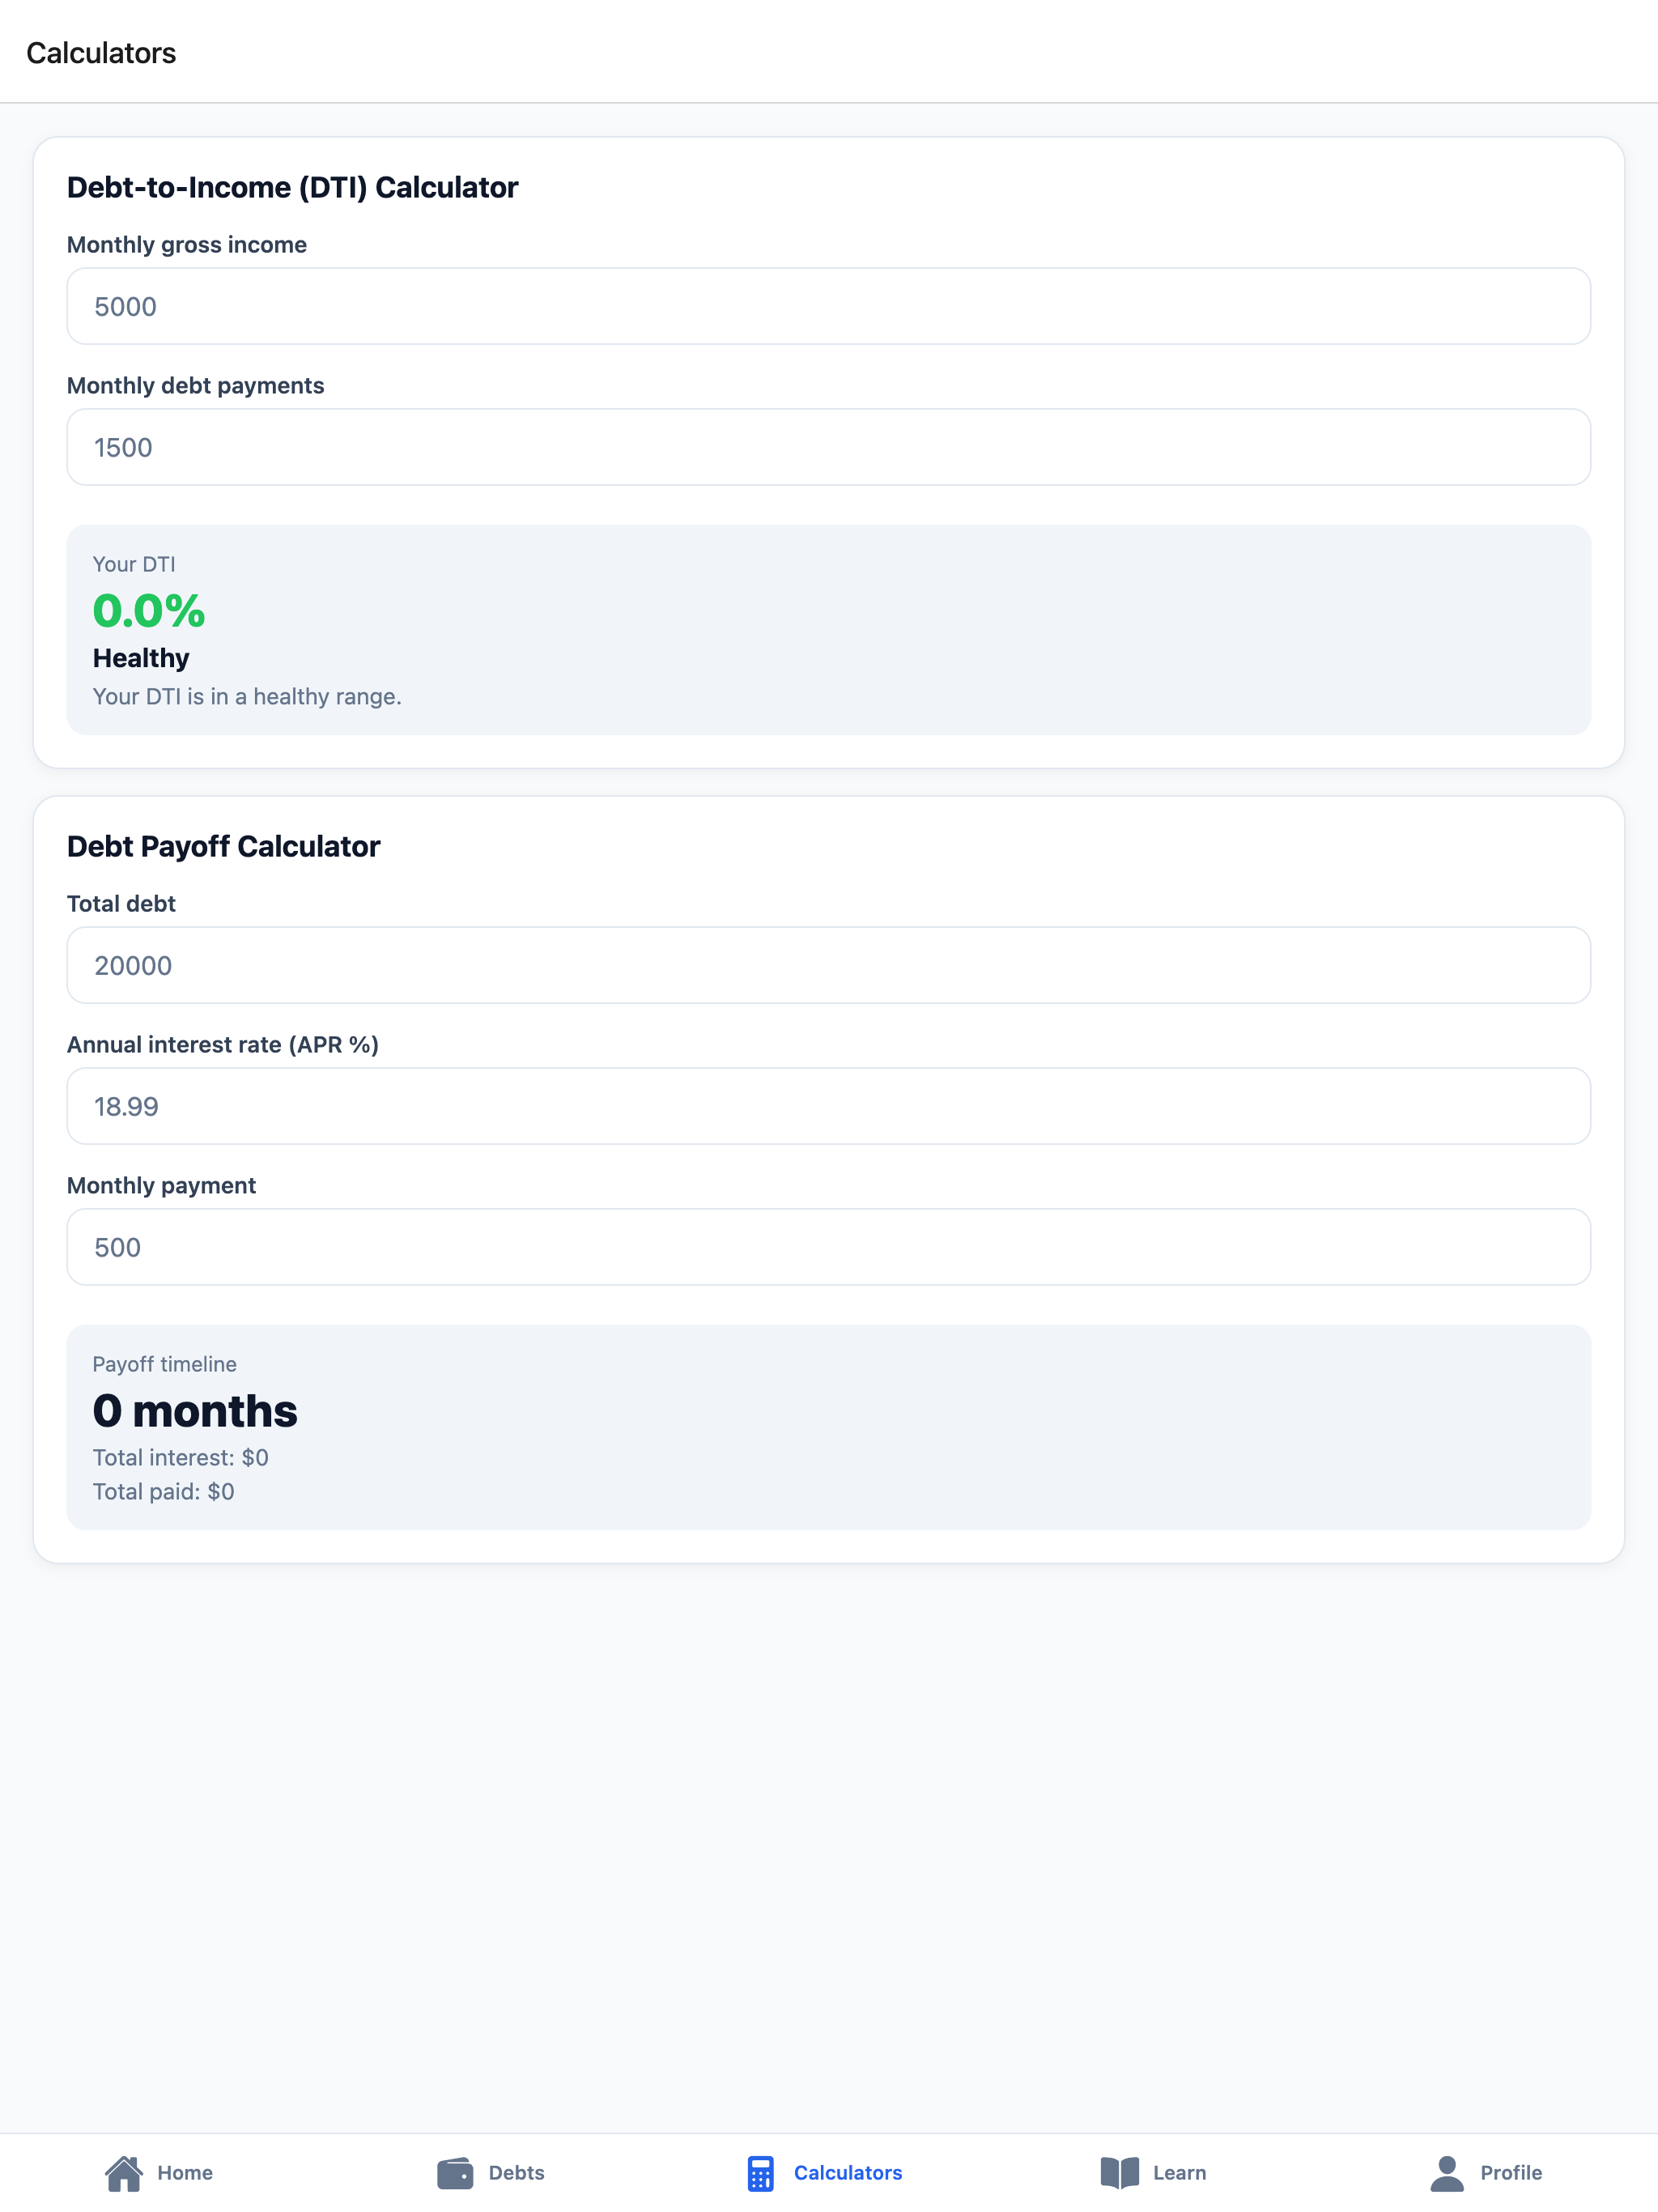 Calculators
Debt-to-Income (DTI) Calculator
Monthly gross income
5000
Monthly debt payments
1500
Your DTI
0.0%
Healthy
Your DTI is in a healthy range.
Debt Payoff Calculator
Total debt
20000
Annual interest rate (APR %)
18.99
Monthly payment
500
Payoff timeline
0 months
Total interest: $0
Total paid: $0
Home Debts Calculators Learn Profile